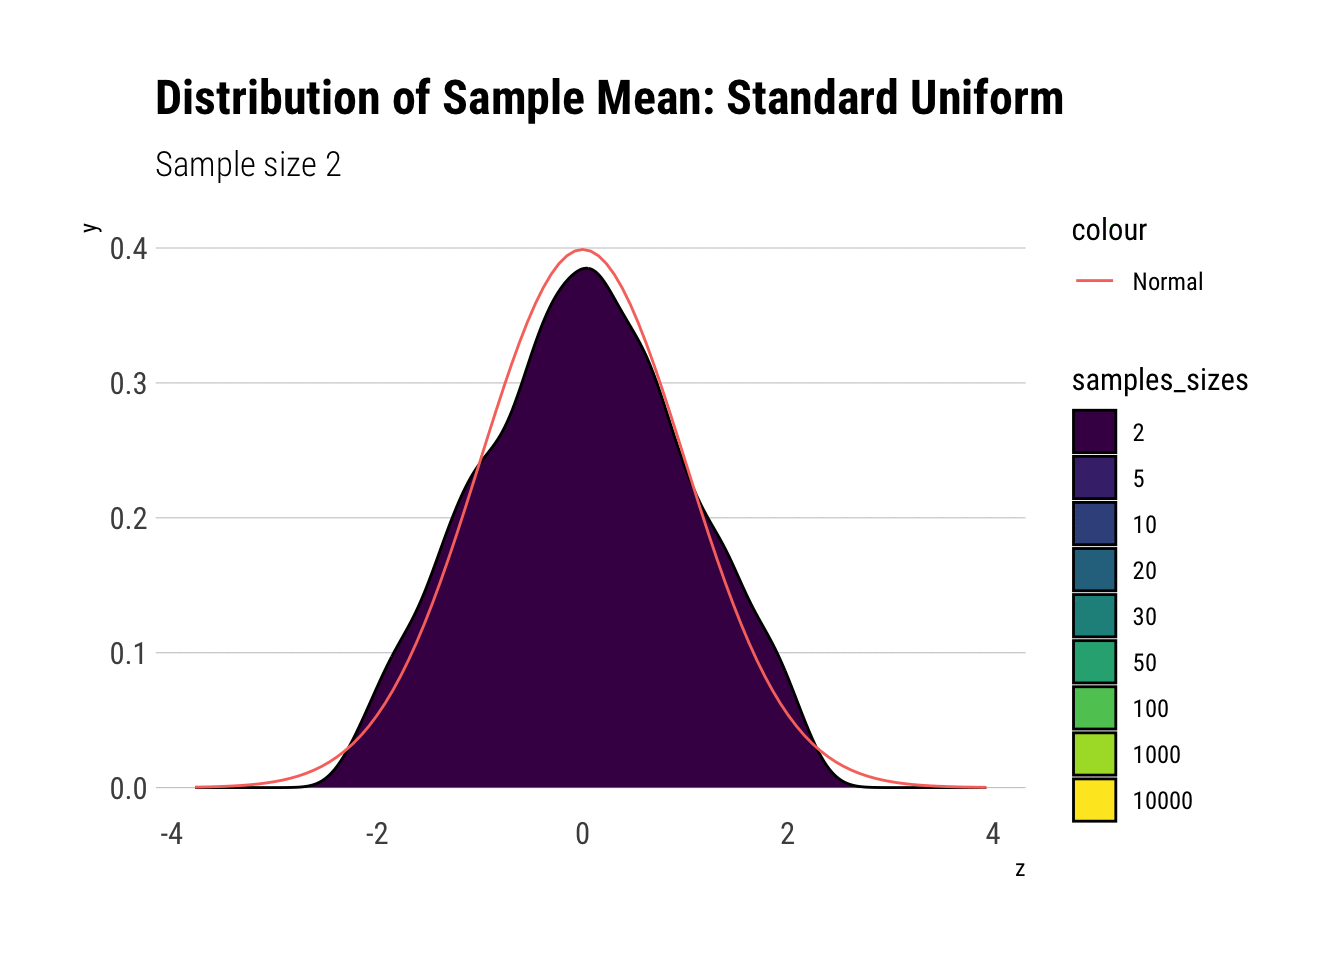 Distribution of Sample Mean: Standard Uniform
Sample size 2
y
0.4
0.3
0.2
0.1
0.0
-4 -2 0 2 4
z
colour
Normal
samples_sizes
2
5
10
20
30
50
100
1000
10000